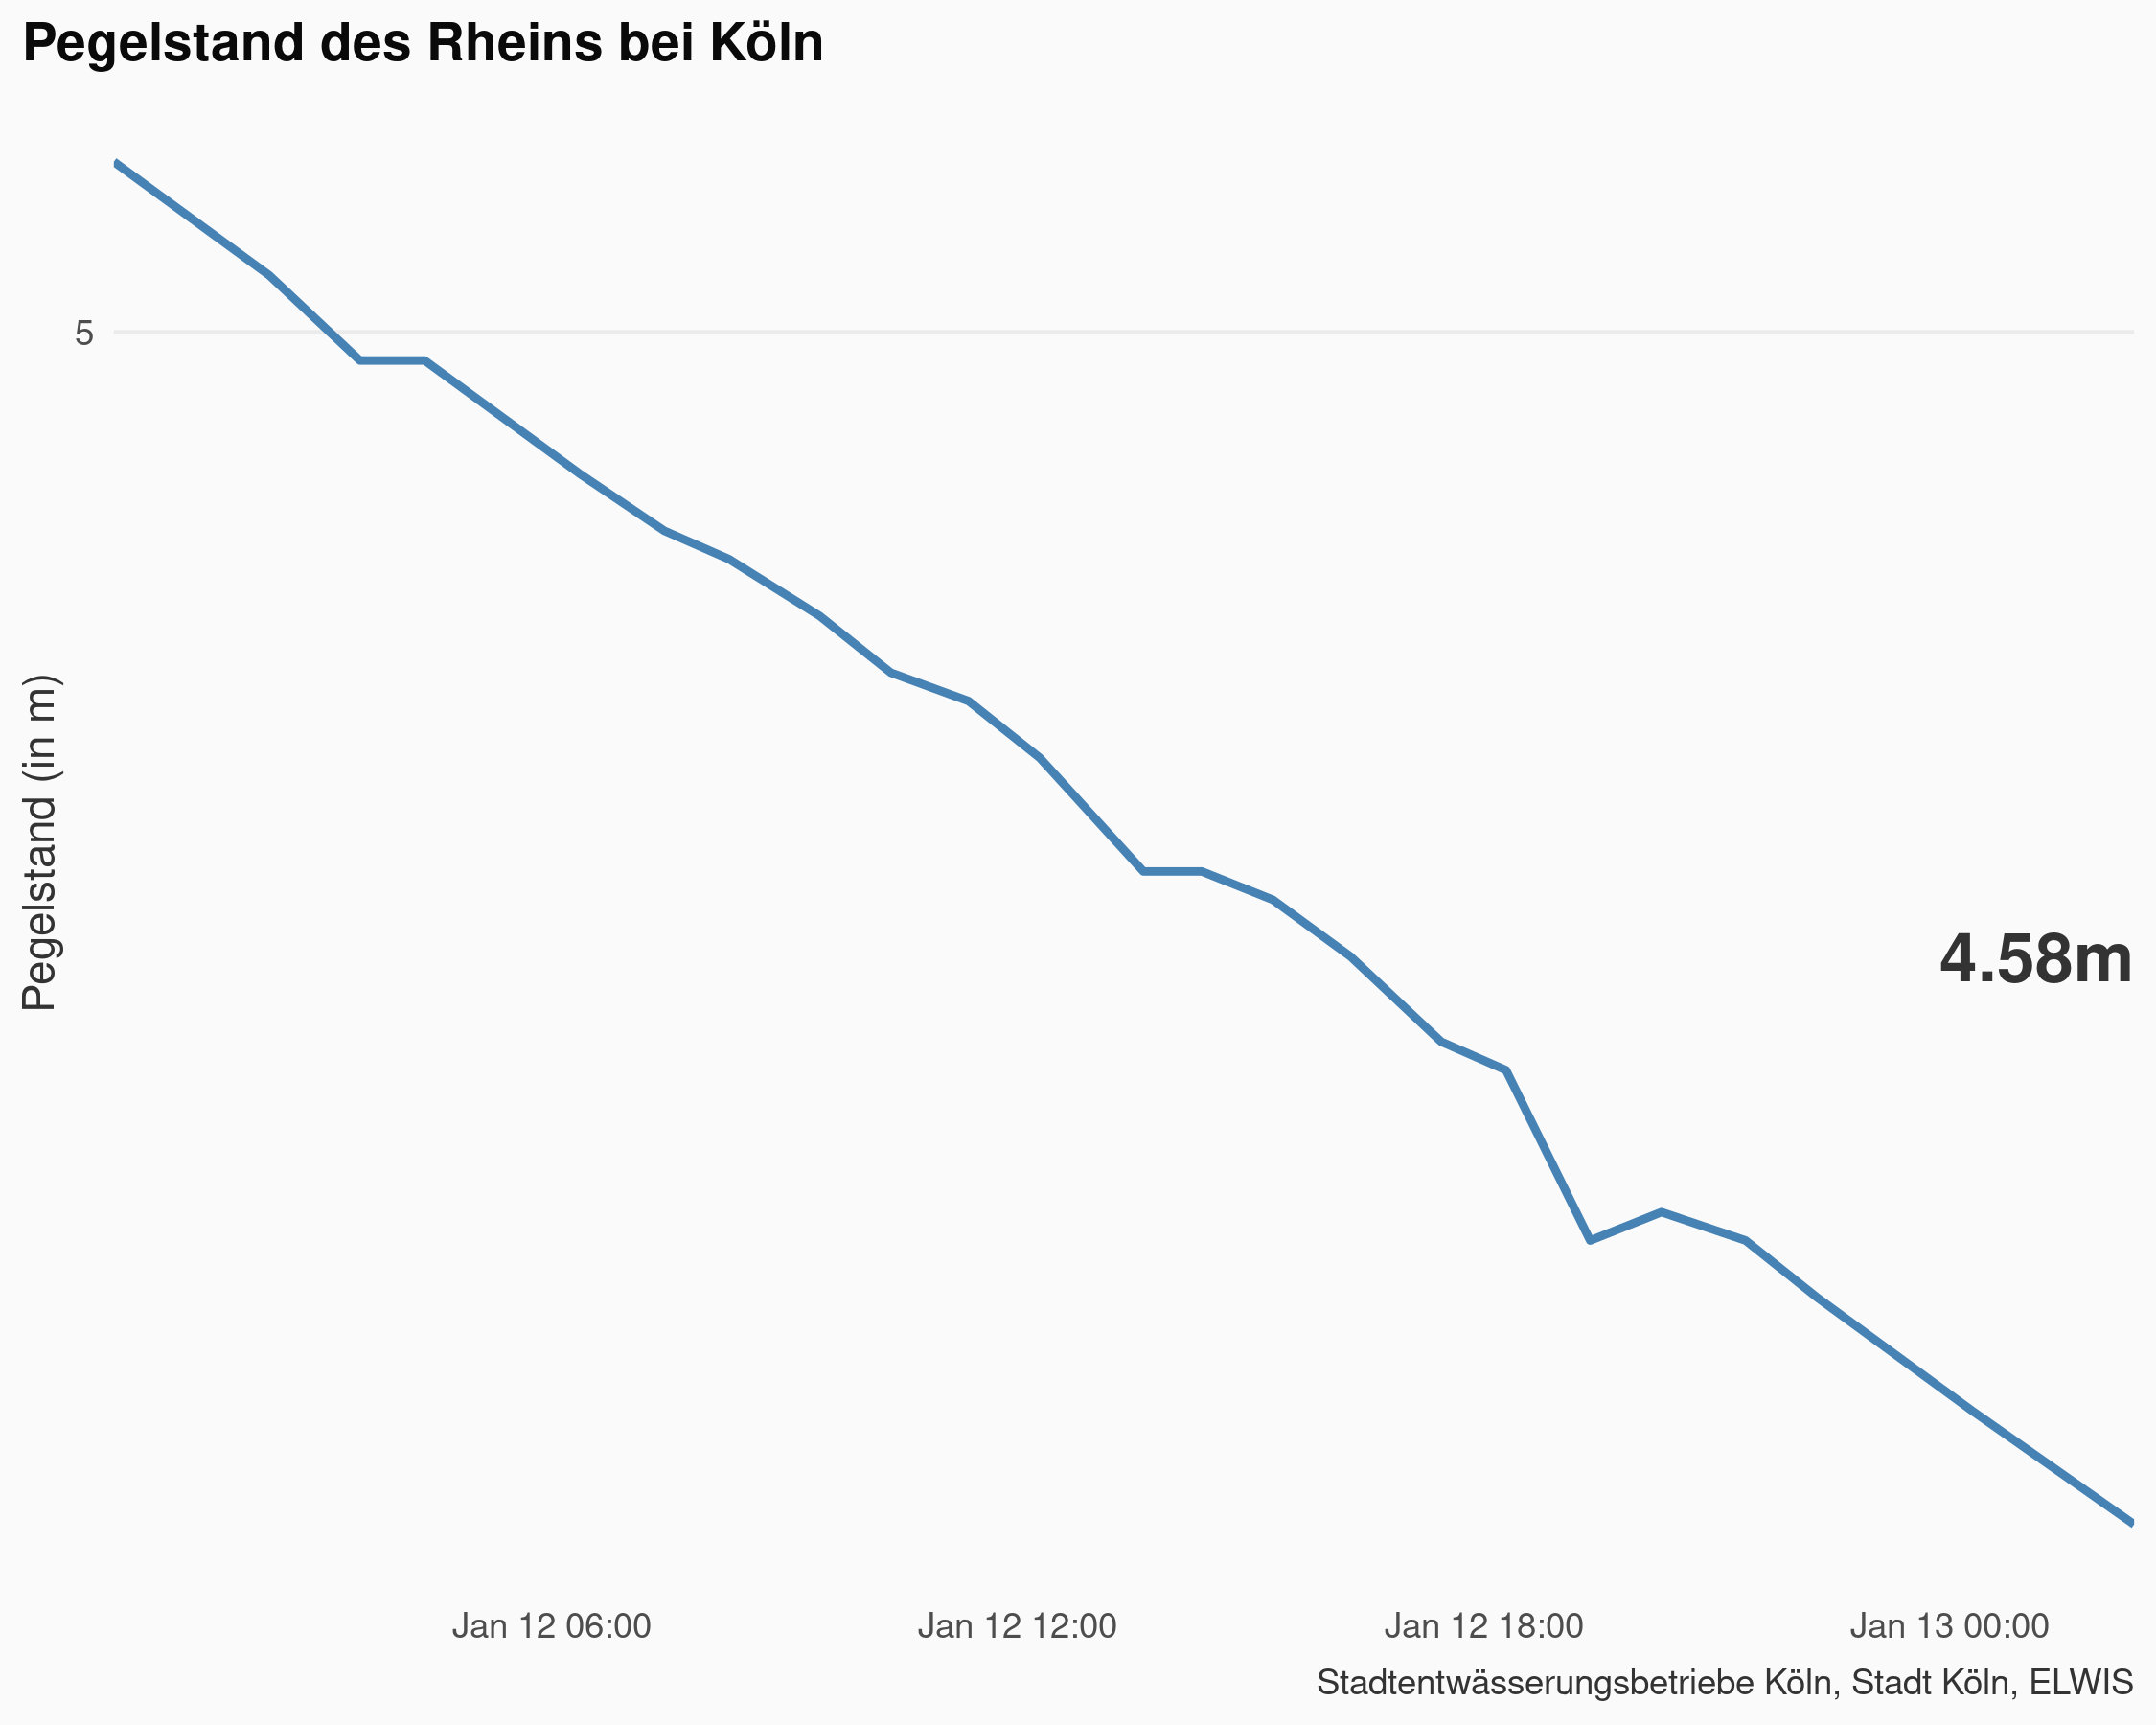 Pegelstand des Rheins bei Köln
5
Pegelstand (in m)
4.58m
Jan 12 06:00
Jan 12 12:00
Jan 12 18:00
Jan 13 00:00
Stadtentwässerungsbetriebe Köln, Stadt Köln, ELWIS